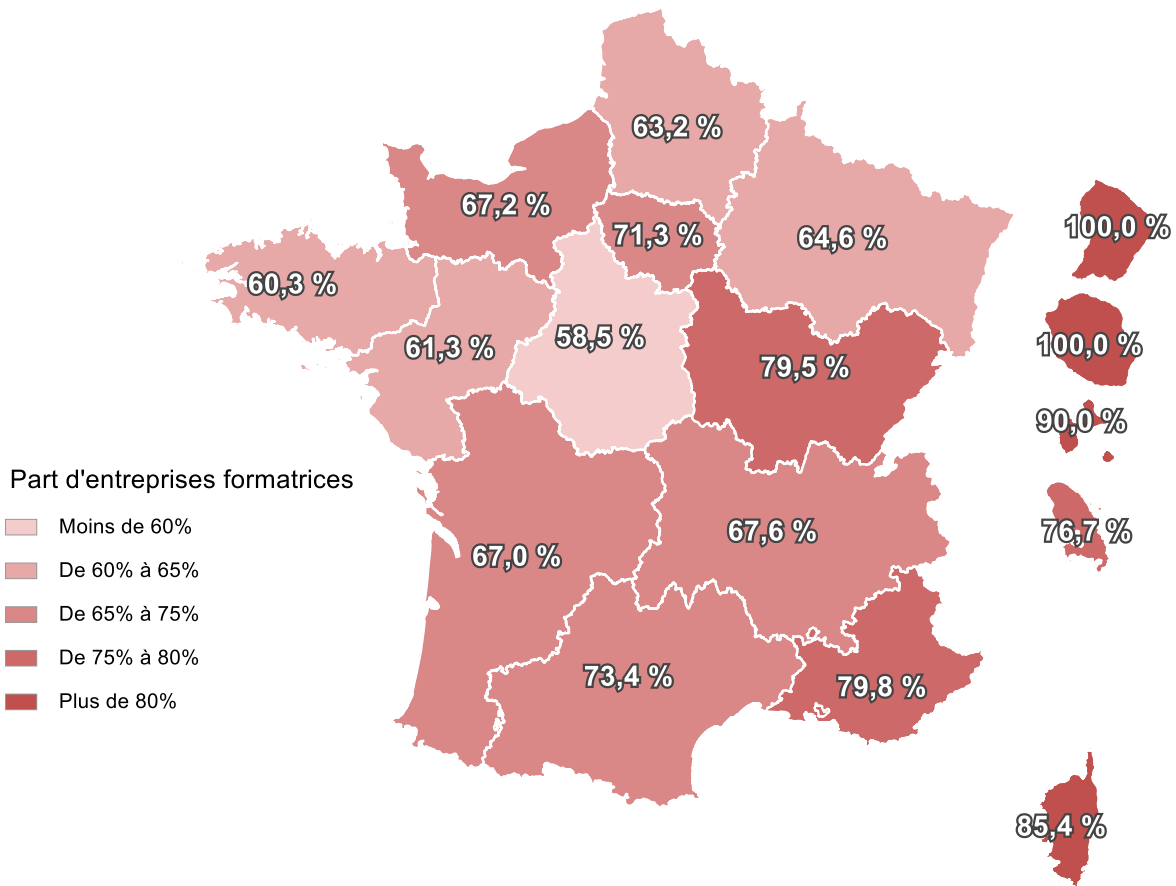 63,2 %
67,2 %
71,3 %
64,6 %
100,0 %
60,3 %
61,3 %
58,5 %
79,5 %
100,0 %
90,0 %
Part d'entreprises formatrices
Moins de 60%
De 60% à 65%
De 65% à 75%
De 75% à 80%
Plus de 80%
67,0 %
67,6 %
76,7 %
73,4 %
79,8 %
85,4 %